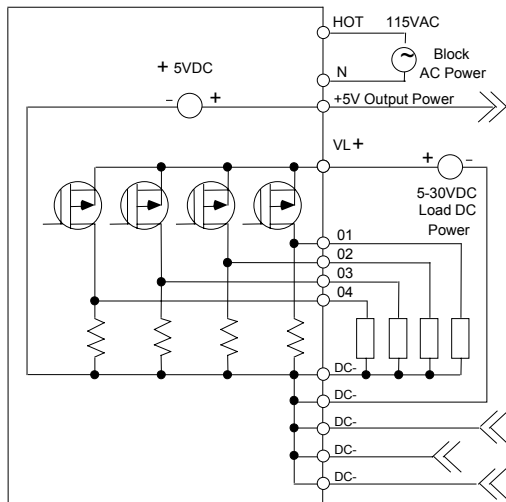 HOT 115VAC
Block
AC Power
N
+ 5VDC
- +
+5V Output Power
VL+
+ -
5-30VDC
Load DC
Power
01
02
03
04
DC-
DC-
DC-
DC-
DC-